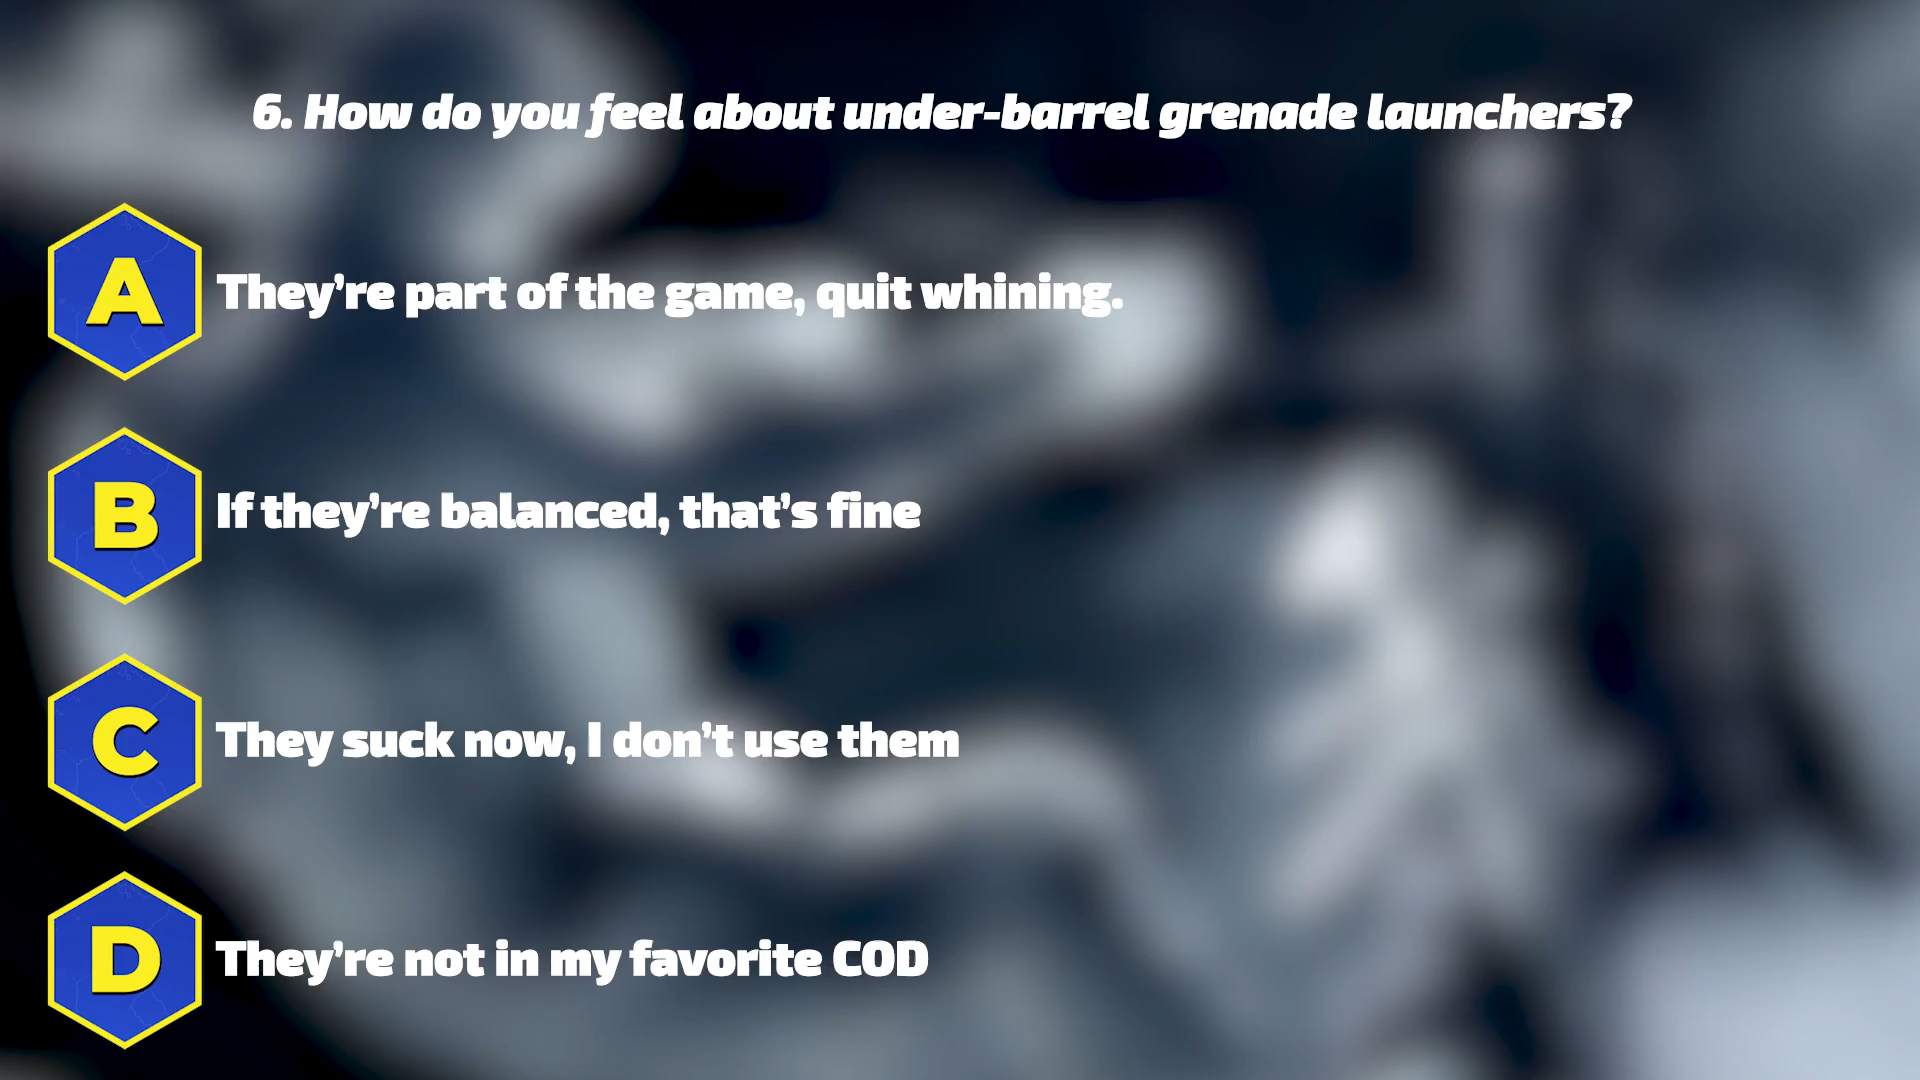 6. How do you feel about under-barrel grenade launchers?
A They’re part of the game, quit whining.
B If they’re balanced, that’s fine
C They suck now, I don’t use them
D They’re not in my favorite COD